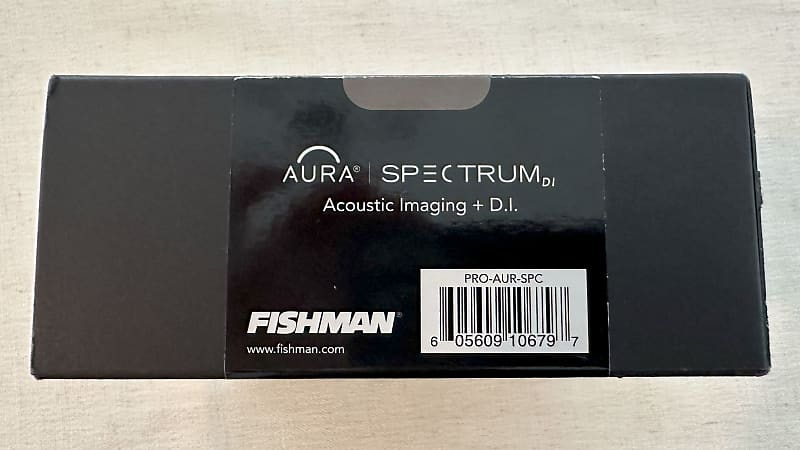 AURA® | SPECTRUM DI
Acoustic Imaging + D.I.
PRO-AUR-SPC
FISHMAN®
www.fishman.com
6 05609 10679 7